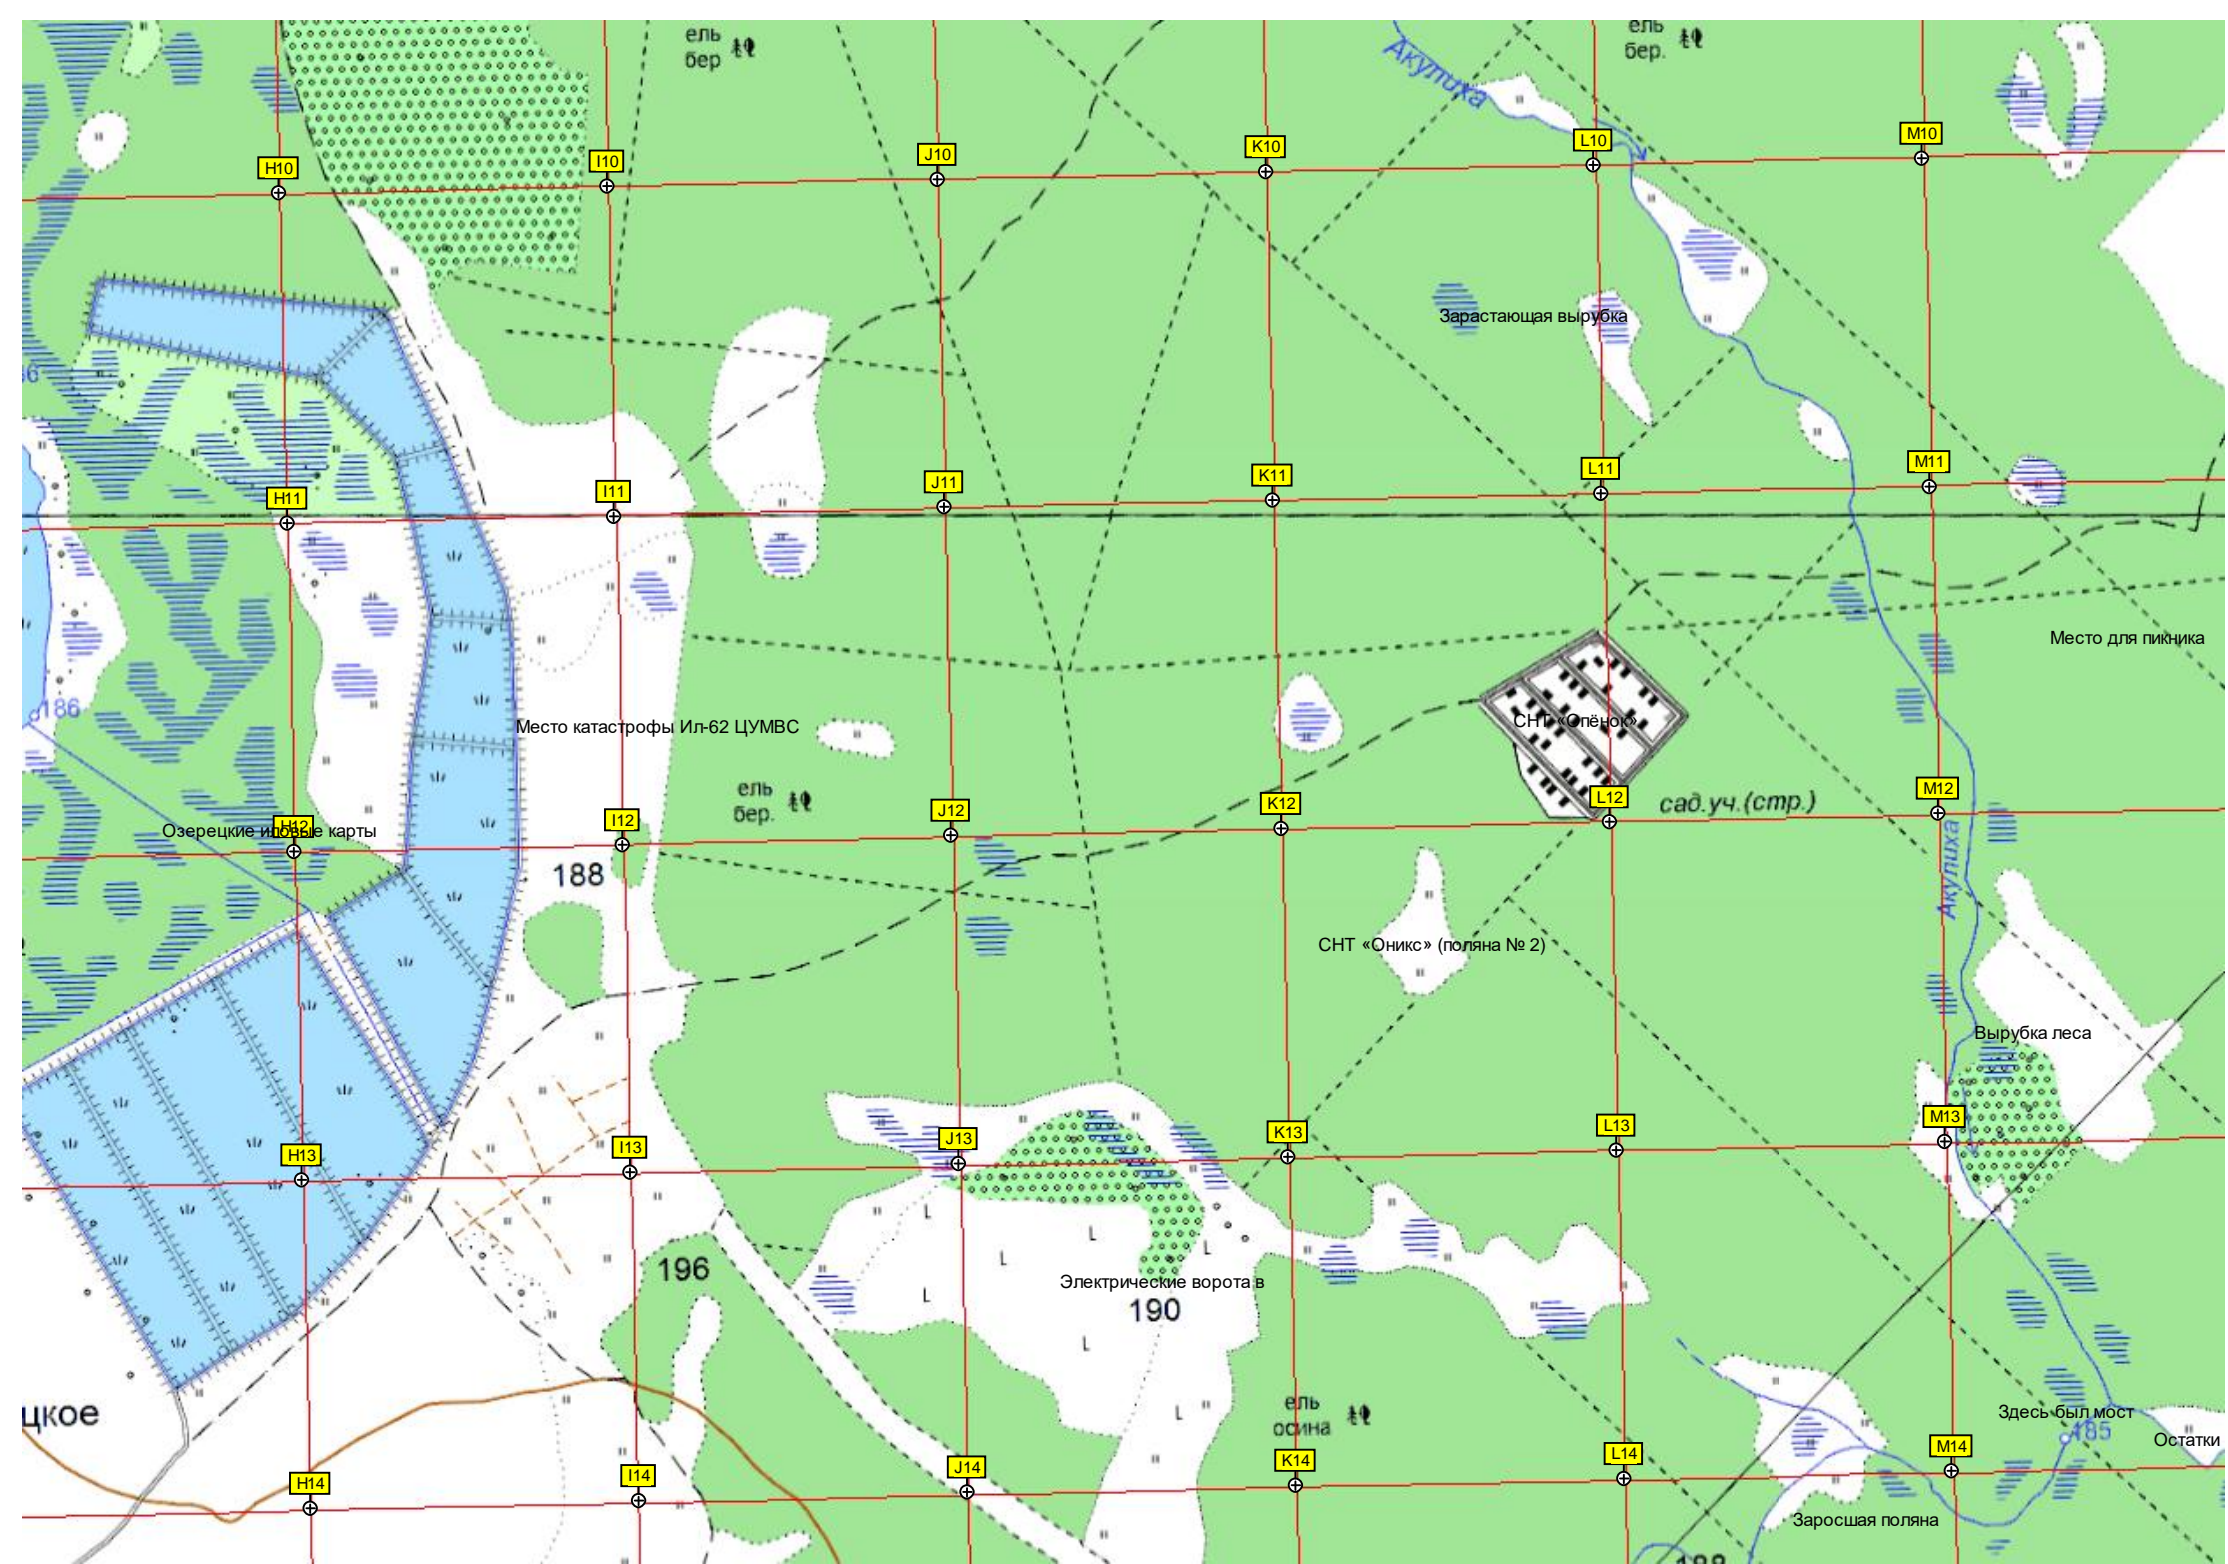 ель
бер
Акулиха
ель
бер.
H10
I10
J10
K10
L10
M10
Зарастающая вырубка
H11
I11
J11
K11
L11
M11
Место для пикника
186
Место катастрофы Ил-62 ЦУМВС
СНТ «Опёнок»
ель
бер.
сад.уч.(стр.)
H12
I12
J12
K12
L12
M12
Озерецкие иловые карты
188
Акулиха
СНТ «Оникс» (поляна № 2)
Вырубка леса
H13
I13
J13
K13
L13
M13
196
Электрические ворота в
190
цкое
ель
осина
Здесь был мост
185
Остатки
H14
I14
J14
K14
L14
M14
Заросшая поляна